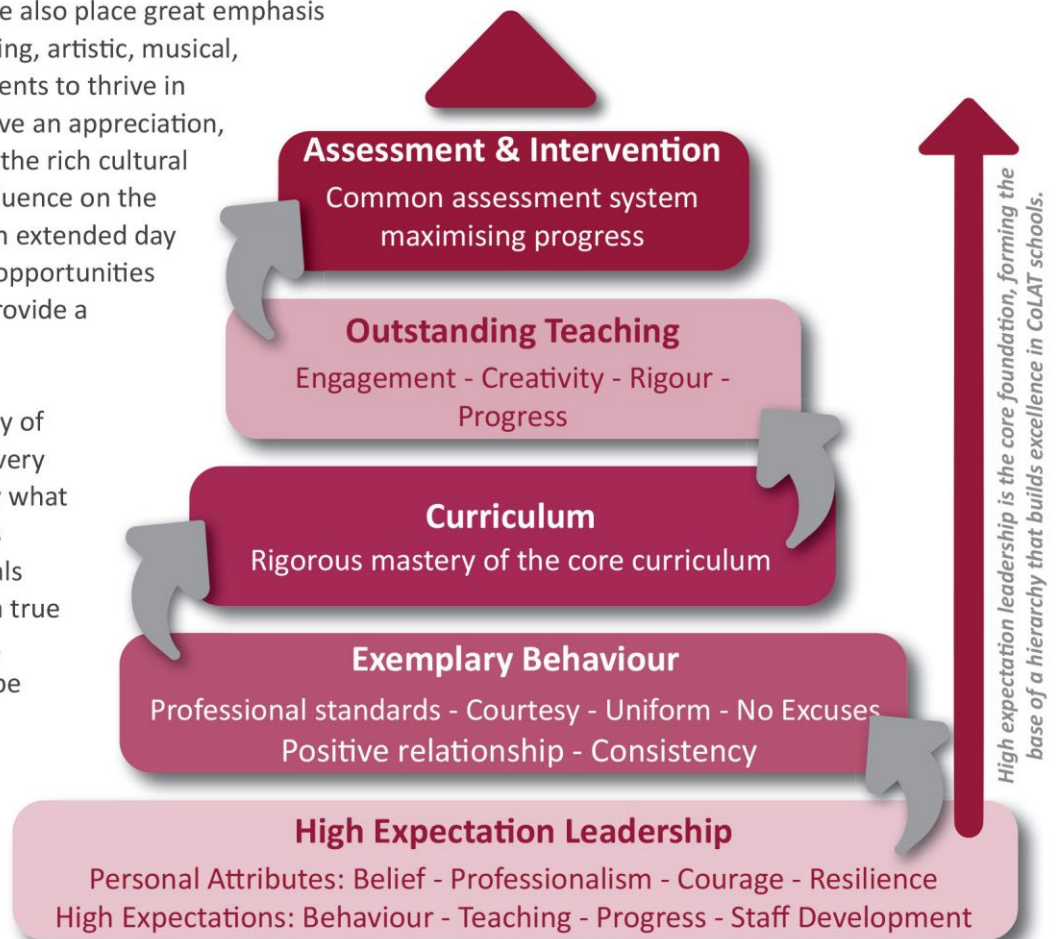 e also place great emphasis
ing, artistic, musical,
ents to thrive in
ve an appreciation,
the rich cultural
uence on the
n extended day
opportunities
rovide a
y of
very
what
als
true
be
Assessment & Intervention
Common assessment system
maximising progress
Outstanding Teaching
Engagement - Creativity - Rigour -
Progress
Curriculum
Rigorous mastery of the core curriculum
Exemplary Behaviour
Professional standards - Courtesy - Uniform - No Excuses
Positive relationship - Consistency
High Expectation Leadership
Personal Attributes: Belief - Professionalism - Courage - Resilience
High Expectations: Behaviour - Teaching - Progress - Staff Development
High expectation leadership is the core foundation, forming the
base of a hierarchy that builds excellence in CoLAT schools.